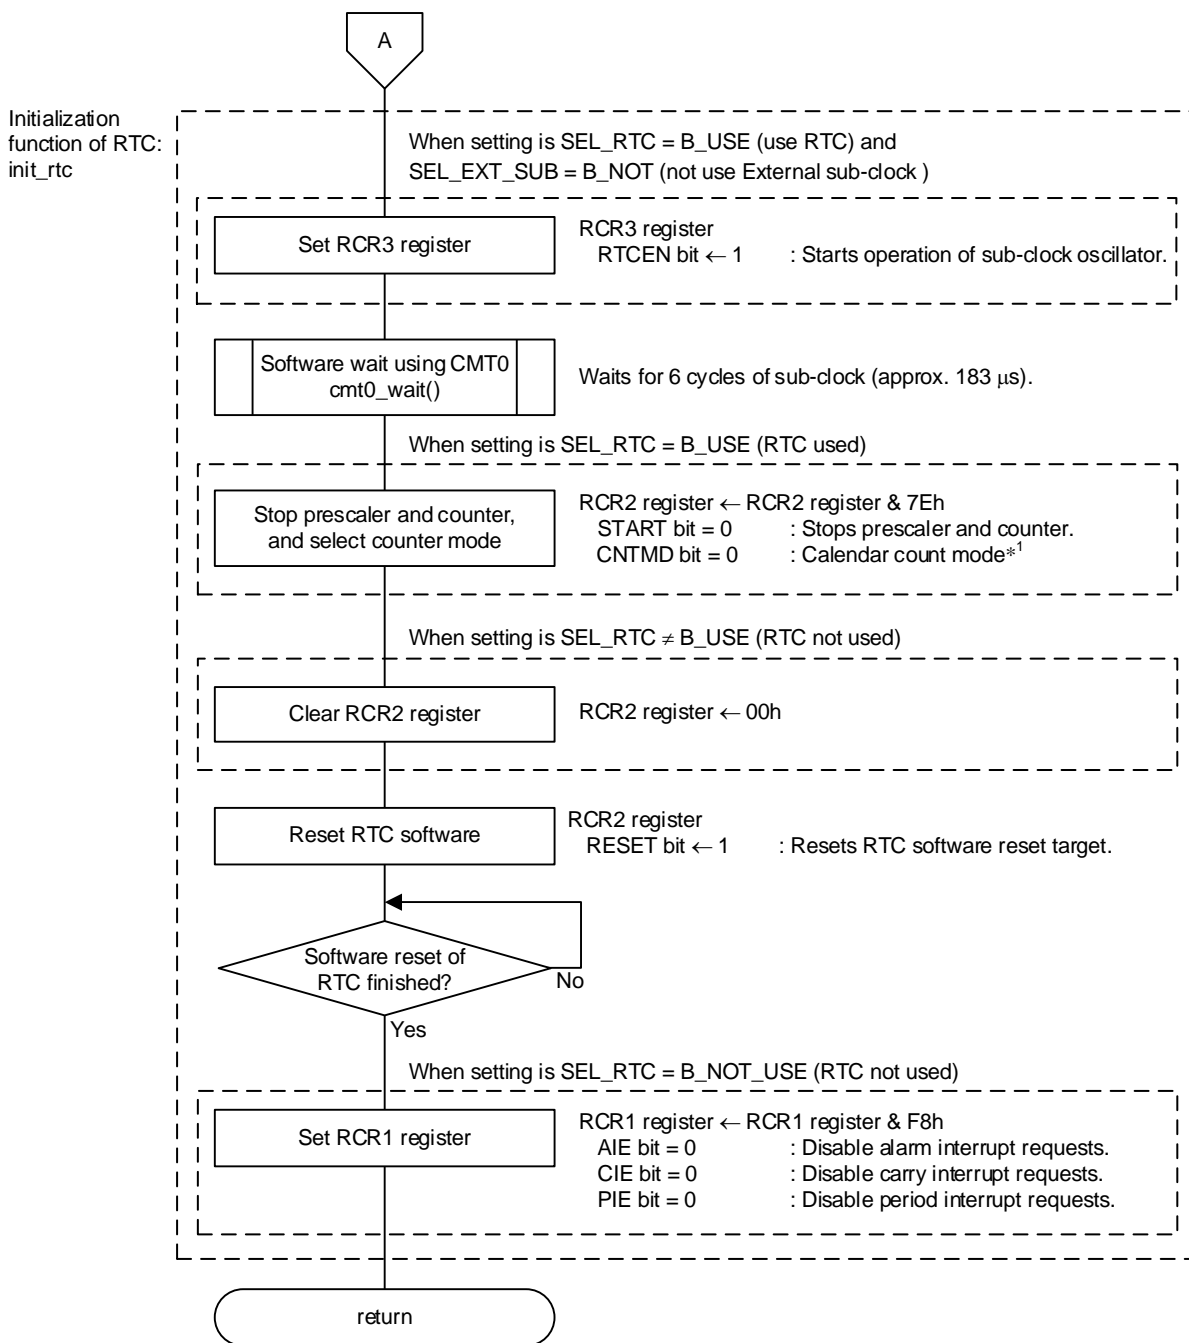 A
Initialization
function of RTC:
init_rtc
When setting is SEL_RTC = B_USE (use RTC) and
SEL_EXT_SUB = B_NOT (not use External sub-clock )
Set RCR3 register
RCR3 register
RTCEN bit ← 1 : Starts operation of sub-clock oscillator.
Software wait using CMT0
cmt0_wait()
Waits for 6 cycles of sub-clock (approx. 183 μs).
When setting is SEL_RTC = B_USE (RTC used)
Stop prescaler and counter,
and select counter mode
RCR2 register ← RCR2 register & 7Eh
START bit = 0 : Stops prescaler and counter.
CNTMD bit = 0 : Calendar count mode*1
When setting is SEL_RTC ≠ B_USE (RTC not used)
Clear RCR2 register
RCR2 register ← 00h
Reset RTC software
RCR2 register
RESET bit ← 1 : Resets RTC software reset target.
Software reset of
RTC finished?
No
Yes
When setting is SEL_RTC = B_NOT_USE (RTC not used)
Set RCR1 register
RCR1 register ← RCR1 register & F8h
AIE bit = 0 : Disable alarm interrupt requests.
CIE bit = 0 : Disable carry interrupt requests.
PIE bit = 0 : Disable period interrupt requests.
return